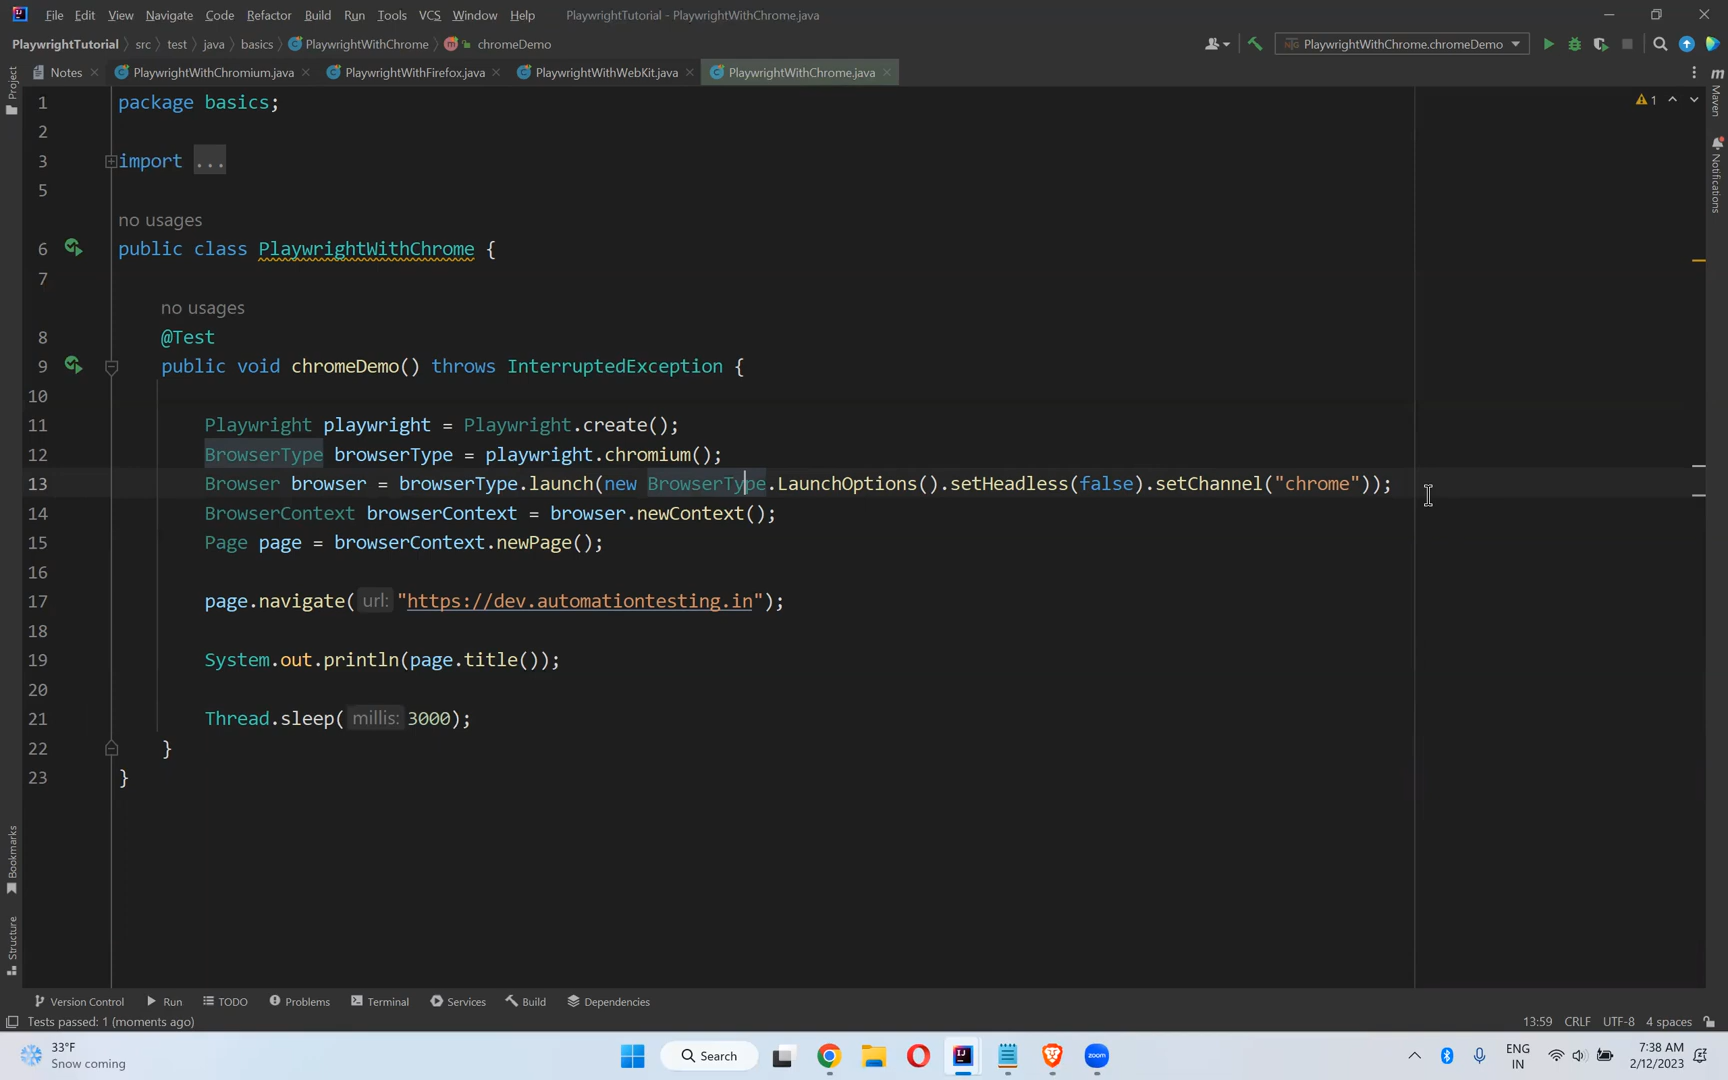 File Edit View Navigate Code Refactor Build Run Tools VCS Window Help PlaywrightTutorial - PlaywrightWithChrome.java
PlaywrightTutorial src test java basics PlaywrightWithChrome chromeDemo PlaywrightWithChrome.chromeDemo
Project Notes PlaywrightWithChromium.java PlaywrightWithFirefox.java PlaywrightWithWebKit.java PlaywrightWithChrome.java
1 package basics; 1
Maven
2
3 import ...
Notifications
5
no usages
6 public class PlaywrightWithChrome {
7
no usages
8 @Test
9 public void chromeDemo() throws InterruptedException {
10
11 Playwright playwright = Playwright.create();
12 BrowserType browserType = playwright.chromium();
13 Browser browser = browserType.launch(new BrowserType.LaunchOptions().setHeadless(false).setChannel("chrome"));
14 BrowserContext browserContext = browser.newContext();
15 Page page = browserContext.newPage();
16
17 page.navigate( url: "https://dev.automationtesting.in");
18
19 System.out.println(page.title());
20
21 Thread.sleep( millis: 3000);
22 }
23 }
Bookmarks
Structure
Version Control Run TODO Problems Terminal Services Build Dependencies
Tests passed: 1 (moments ago) 13:59 CRLF UTF-8 4 spaces
33°F
Snow coming
Search
ENG
IN
7:38 AM
2/12/2023
zoom